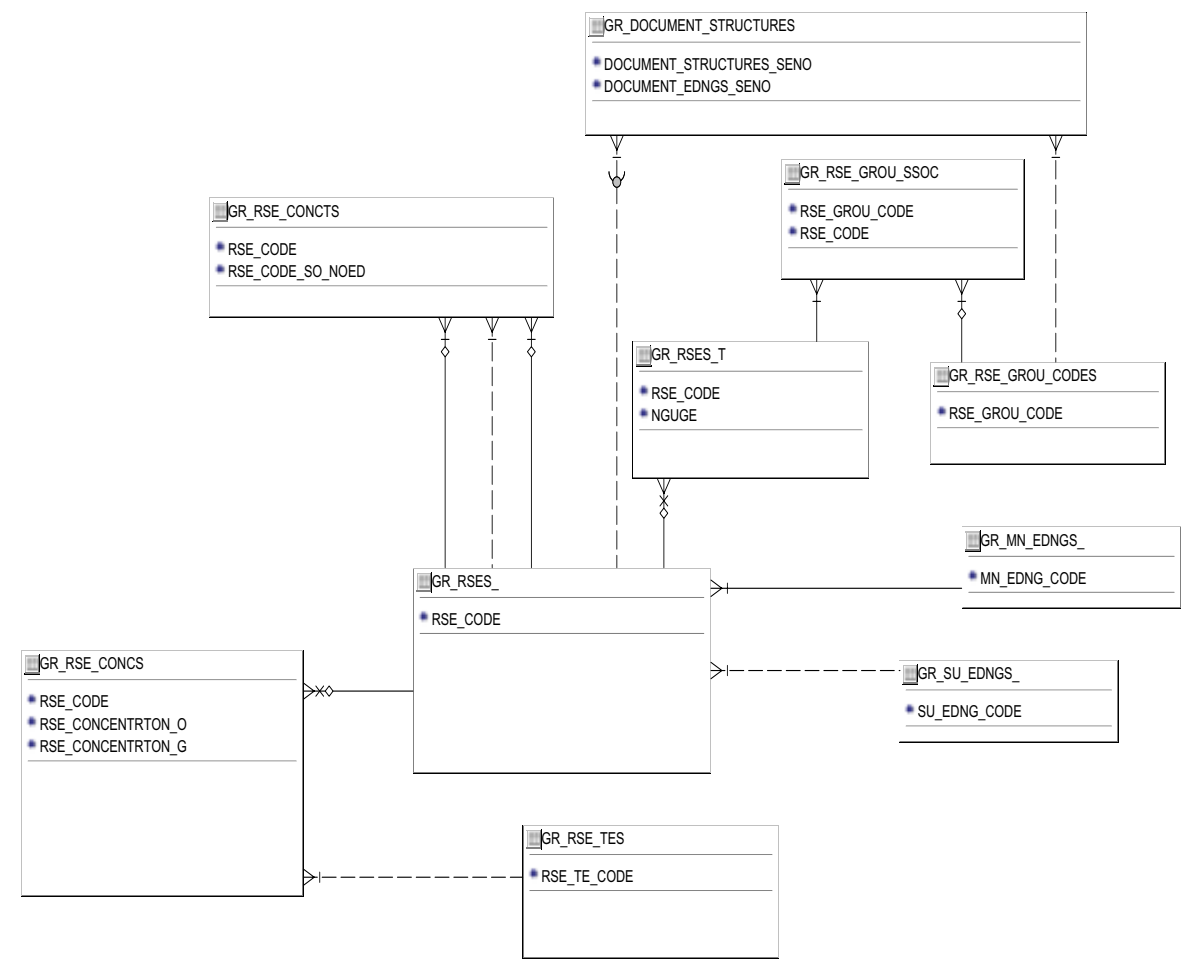 GR_DOCUMENT_STRUCTURES
DOCUMENT_STRUCTURES_SENO
DOCUMENT_EDNGS_SENO
GR_RSE_GROU_SSOC
RSE_GROU_CODE
RSE_CODE
GR_RSE_CONCTS
RSE_CODE
RSE_CODE_SO_NOED
GR_RSES_T
RSE_CODE
NGUGE
GR_RSE_GROU_CODES
RSE_GROU_CODE
GR_MN_EDNGS_
MN_EDNG_CODE
GR_RSES_
RSE_CODE
GR_SU_EDNGS_
SU_EDNG_CODE
GR_RSE_CONCS
RSE_CODE
RSE_CONCENTRTON_O
RSE_CONCENTRTON_G
GR_RSE_TES
RSE_TE_CODE